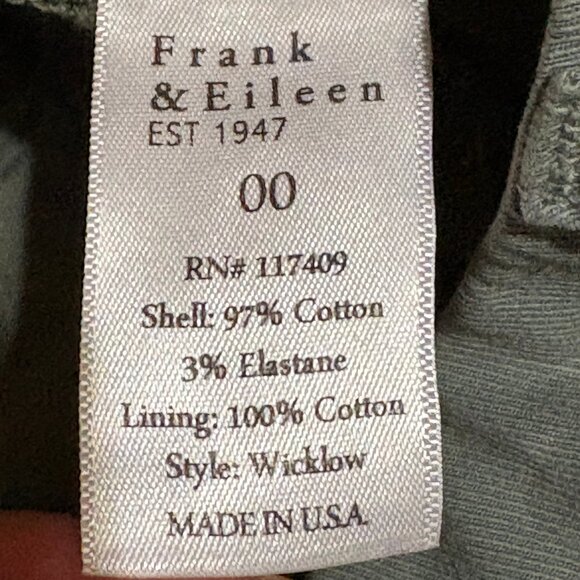 Frank
& Eileen
EST 1947
00
RN# 117409
Shell: 97% Cotton
3% Elastane
Lining: 100% Cotton
Style: Wicklow
MADE IN U.S.A.